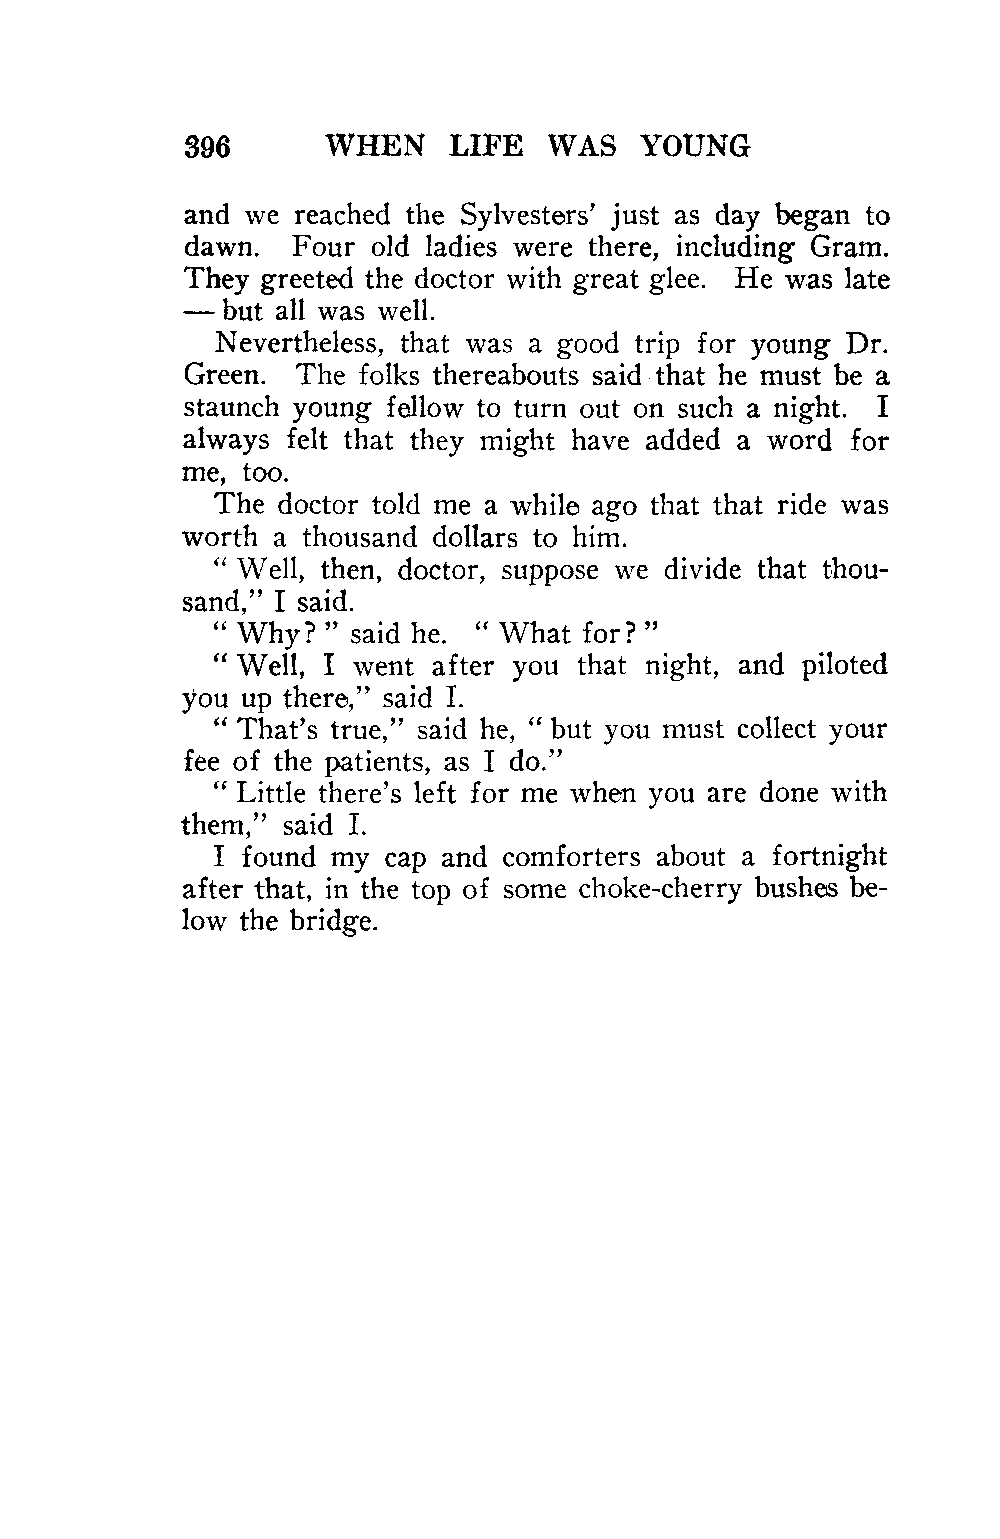 396 WHEN LIFE WAS YOUNG
and we reached the Sylvesters' just as day began to
dawn. Four old ladies were there, including Gram.
They greeted the doctor with great glee. He was late
— but all was well.
Nevertheless, that was a good trip for young Dr.
Green. The folks thereabouts said that he must be a
staunch young fellow to turn out on such a night. I
always felt that they might have added a word for
me, too.
The doctor told me a while ago that that ride was
worth a thousand dollars to him.
“ Well, then, doctor, suppose we divide that thou-
sand,” I said.
“ Why? ” said he. “ What for? ”
“ Well, I went after you that night, and piloted
you up there,” said I.
“ That's true,” said he, “ but you must collect your
fee of the patients, as I do.”
“ Little there's left for me when you are done with
them,” said I.
I found my cap and comforters about a fortnight
after that, in the top of some choke-cherry bushes be-
low the bridge.